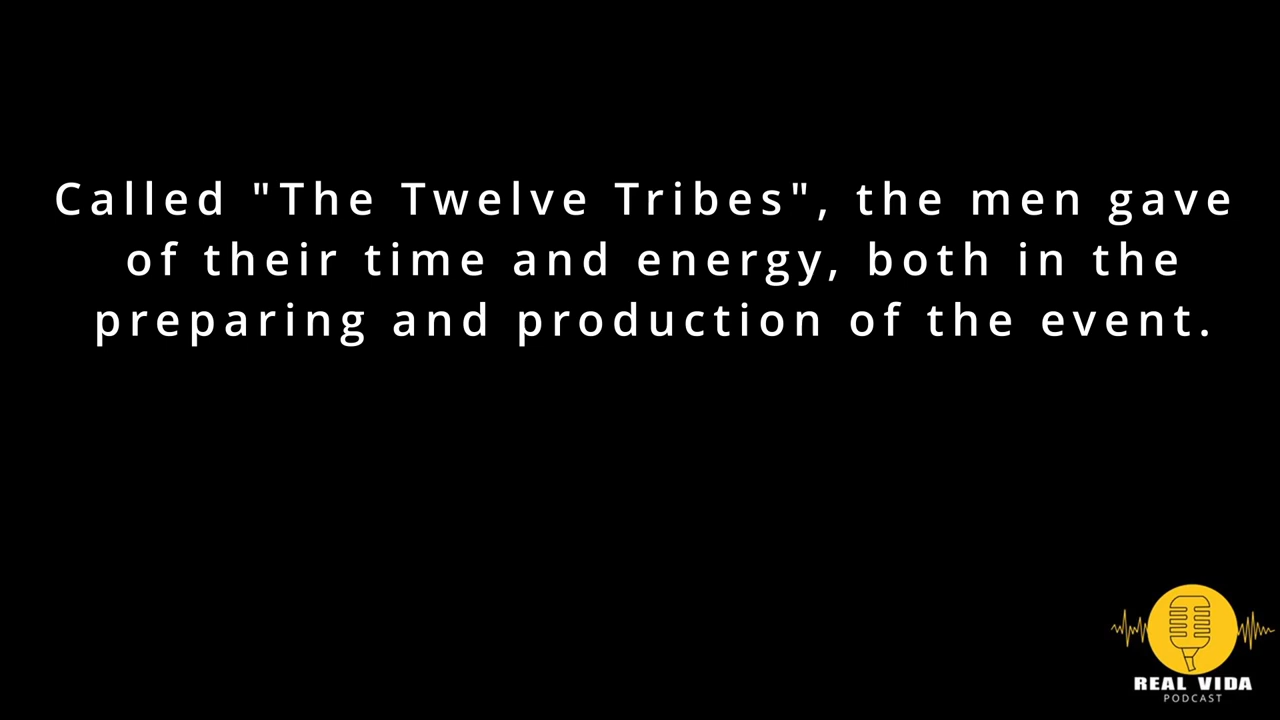 Called "The Twelve Tribes", the men gave
of their time and energy, both in the
preparing and production of the event.
REAL VIDA
PODCAST